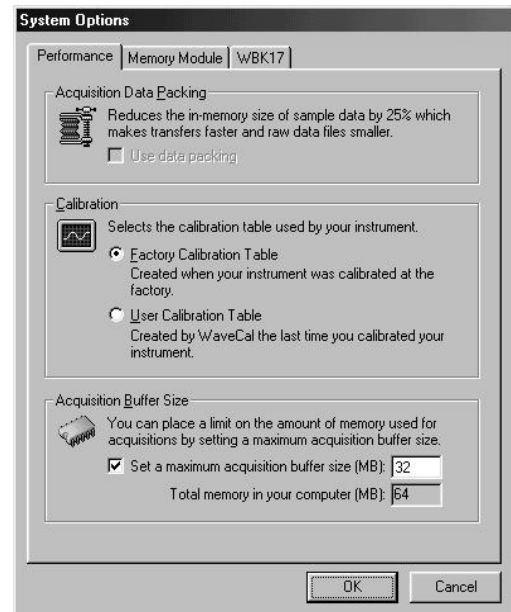 System Options
Performance
Memory Module
WBK17
Acquisition Data Packing
Reduces the in-memory size of sample data by 25% which
makes transfers faster and raw data files smaller.
Use data packing
Calibration
Selects the calibration table used by your instrument.
Factory Calibration Table
Created when your instrument was calibrated at the
factory.
User Calibration Table
Created by WaveCal the last time you calibrated your
instrument.
Acquisition Buffer Size
You can place a limit on the amount of memory used for
acquisitions by setting a maximum acquisition buffer size.
Set a maximum acquisition buffer size (MB): 32
Total memory in your computer (MB): 64
OK
Cancel